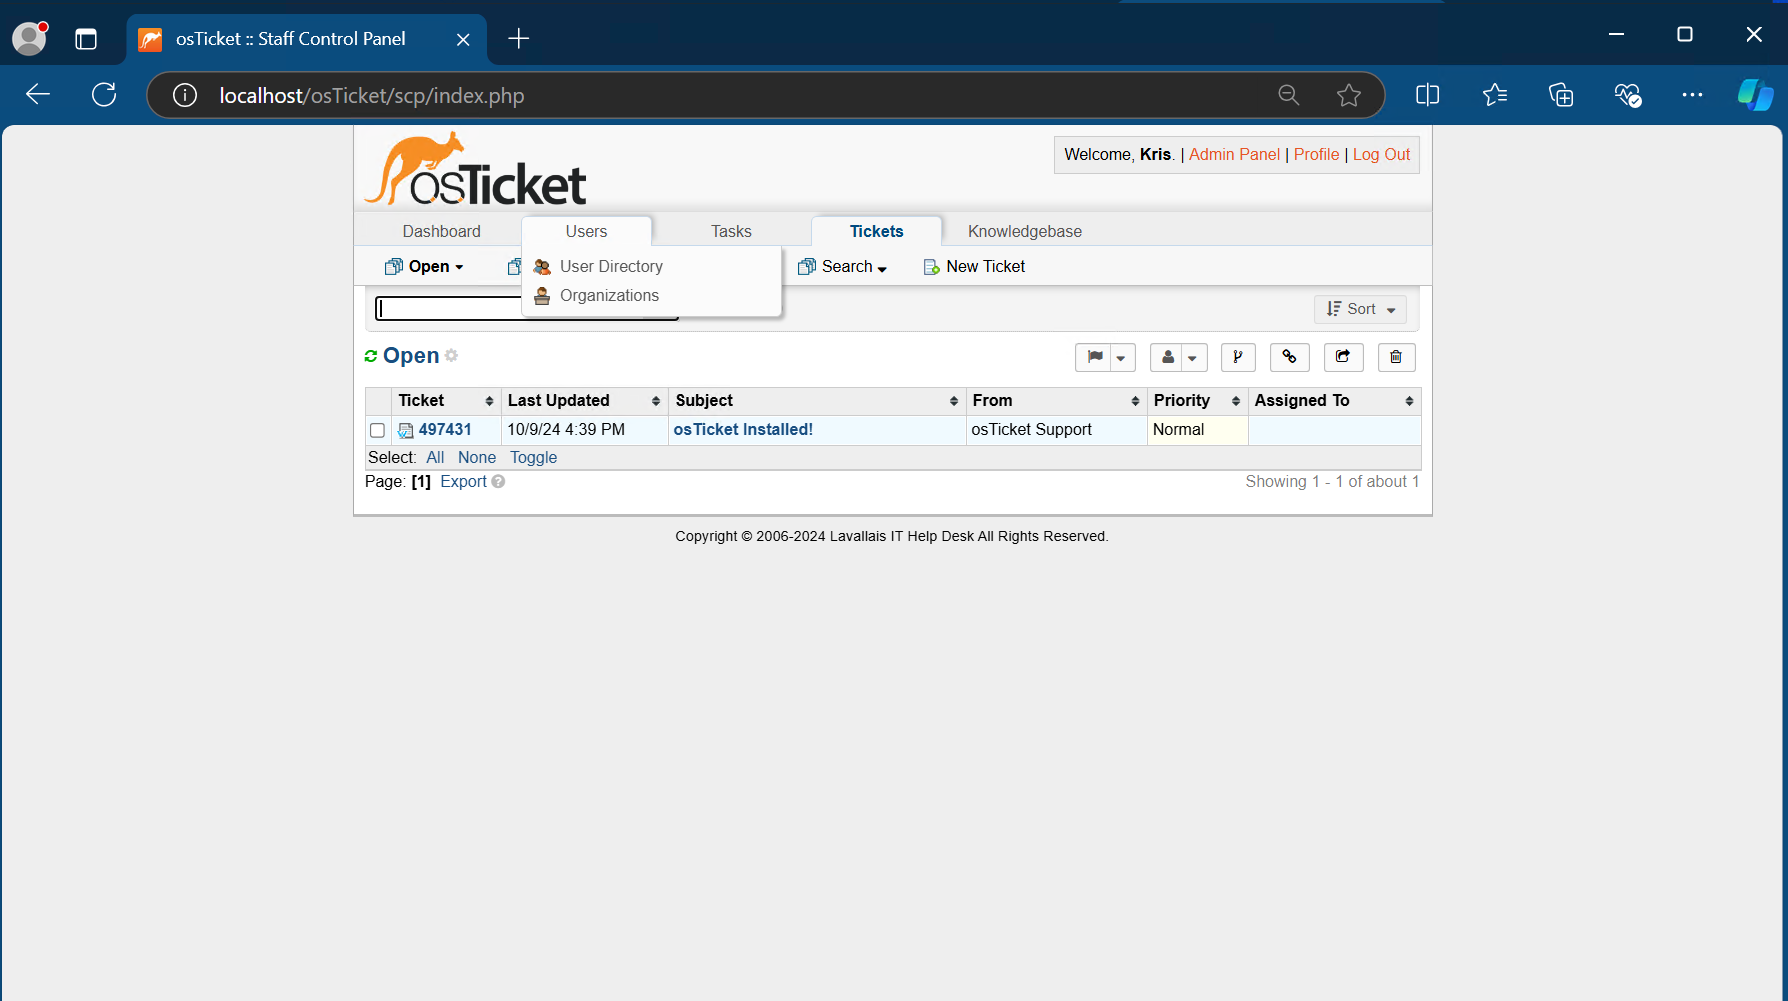 osTicket :: Staff Control Panel
localhost/osTicket/scp/index.php
osTicket
Welcome, Kris. | Admin Panel | Profile | Log Out
Dashboard Users Tasks Tickets Knowledgebase
Open Search New Ticket
User Directory
Organizations
Sort
Open
Ticket Last Updated Subject From Priority Assigned To
497431 10/9/24 4:39 PM osTicket Installed! osTicket Support Normal
Select: All None Toggle
Page: [1] Export ? Showing 1 - 1 of about 1
Copyright © 2006-2024 Lavallais IT Help Desk All Rights Reserved.